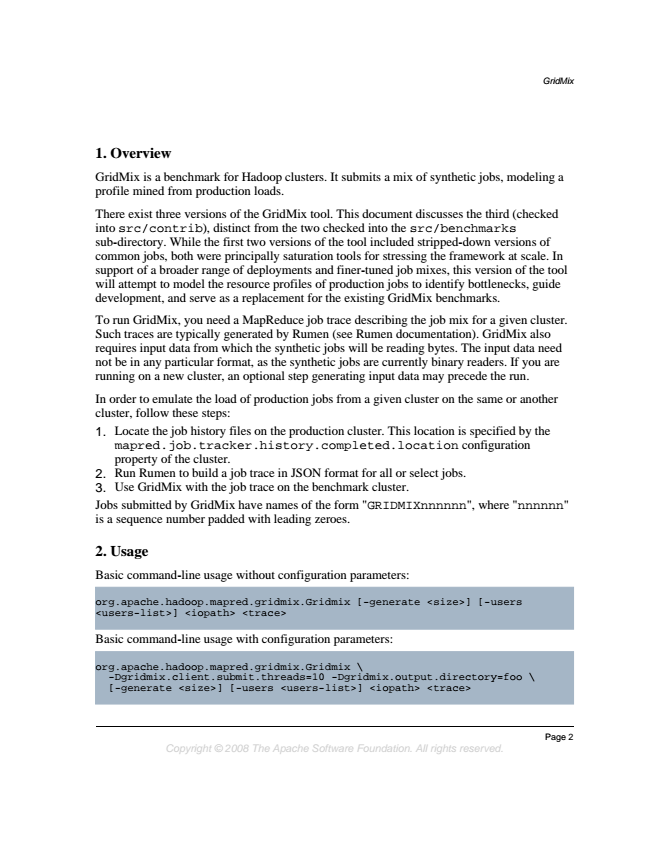 GridMix
1. Overview
GridMix is a benchmark for Hadoop clusters. It submits a mix of synthetic jobs, modeling a
profile mined from production loads.
There exist three versions of the GridMix tool. This document discusses the third (checked
into src/contrib), distinct from the two checked into the src/benchmarks
sub-directory. While the first two versions of the tool included stripped-down versions of
common jobs, both were principally saturation tools for stressing the framework at scale. In
support of a broader range of deployments and finer-tuned job mixes, this version of the tool
will attempt to model the resource profiles of production jobs to identify bottlenecks, guide
development, and serve as a replacement for the existing GridMix benchmarks.
To run GridMix, you need a MapReduce job trace describing the job mix for a given cluster.
Such traces are typically generated by Rumen (see Rumen documentation). GridMix also
requires input data from which the synthetic jobs will be reading bytes. The input data need
not be in any particular format, as the synthetic jobs are currently binary readers. If you are
running on a new cluster, an optional step generating input data may precede the run.
In order to emulate the load of production jobs from a given cluster on the same or another
cluster, follow these steps:
1. Locate the job history files on the production cluster. This location is specified by the
mapred.job.tracker.history.completed.location configuration
property of the cluster.
2. Run Rumen to build a job trace in JSON format for all or select jobs.
3. Use GridMix with the job trace on the benchmark cluster.
Jobs submitted by GridMix have names of the form "GRIDMIXnnnnnn", where "nnnnnn"
is a sequence number padded with leading zeroes.
2. Usage
Basic command-line usage without configuration parameters:
org.apache.hadoop.mapred.gridmix.Gridmix [-generate <size>] [-users
<users-list>] <iopath> <trace>
Basic command-line usage with configuration parameters:
org.apache.hadoop.mapred.gridmix.Gridmix \
-Dgridmix.client.submit.threads=10 -Dgridmix.output.directory=foo \
[-generate <size>] [-users <users-list>] <iopath> <trace>
Page 2
Copyright © 2008 The Apache Software Foundation. All rights reserved.